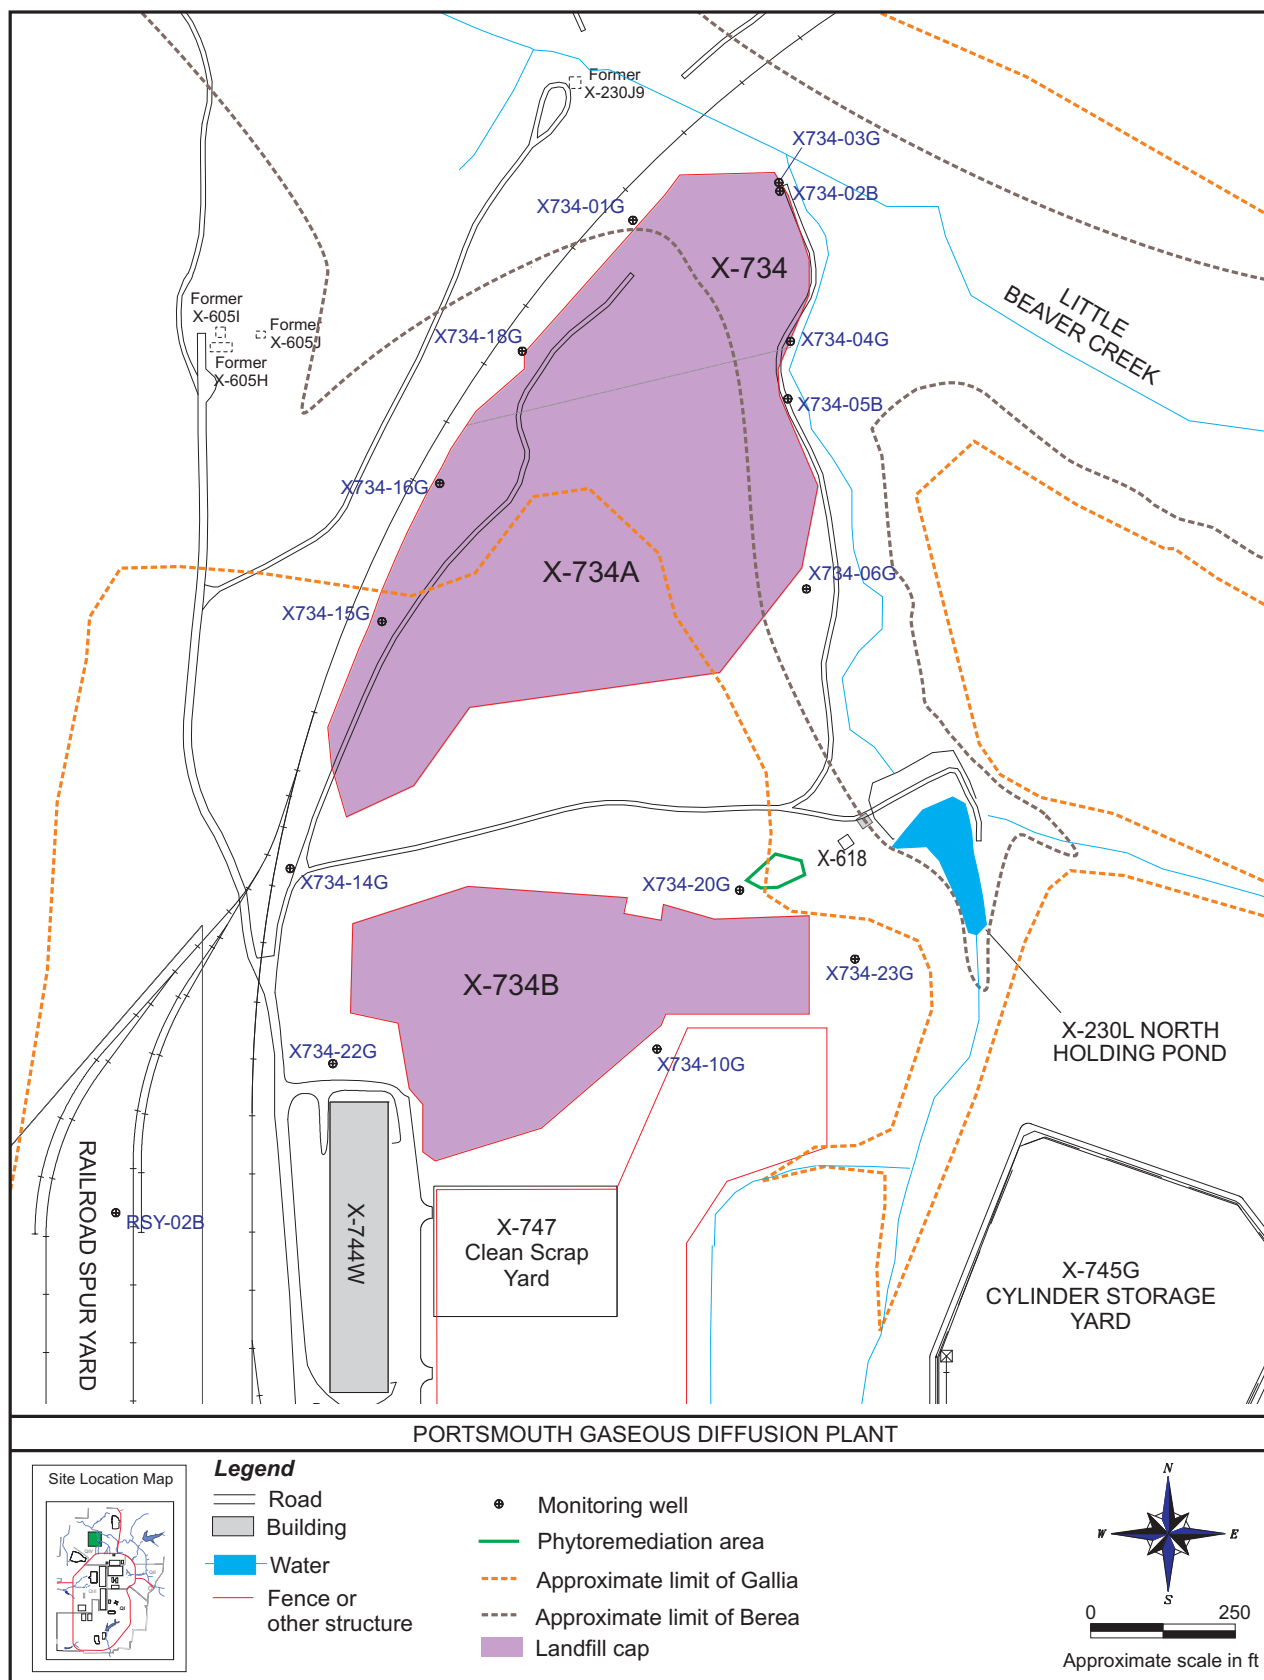 Former
X-230J9
X734-03G
X734-02B
X734-01G
X-734
LITTLE
BEAVER CREEK
Former
X-605I
Former
X-605J
Former
X-605H
X734-18G
X734-04G
X734-05B
X734-16G
X-734A
X734-06G
X734-15G
X-618
X734-14G
X734-20G
X734-23G
X-734B
X-230L NORTH
HOLDING POND
X734-22G
X734-10G
RAILROAD SPUR YARD
RSY-02B
X-744W
X-747
Clean Scrap
Yard
X-745G
CYLINDER STORAGE
YARD
PORTSMOUTH GASEOUS DIFFUSION PLANT
Site Location Map
Legend
Road
Building
Water
Fence or
other structure
Monitoring well
Phytoremediation area
Approximate limit of Gallia
Approximate limit of Berea
Landfill cap
N
W
E
S
0 250
Approximate scale in ft